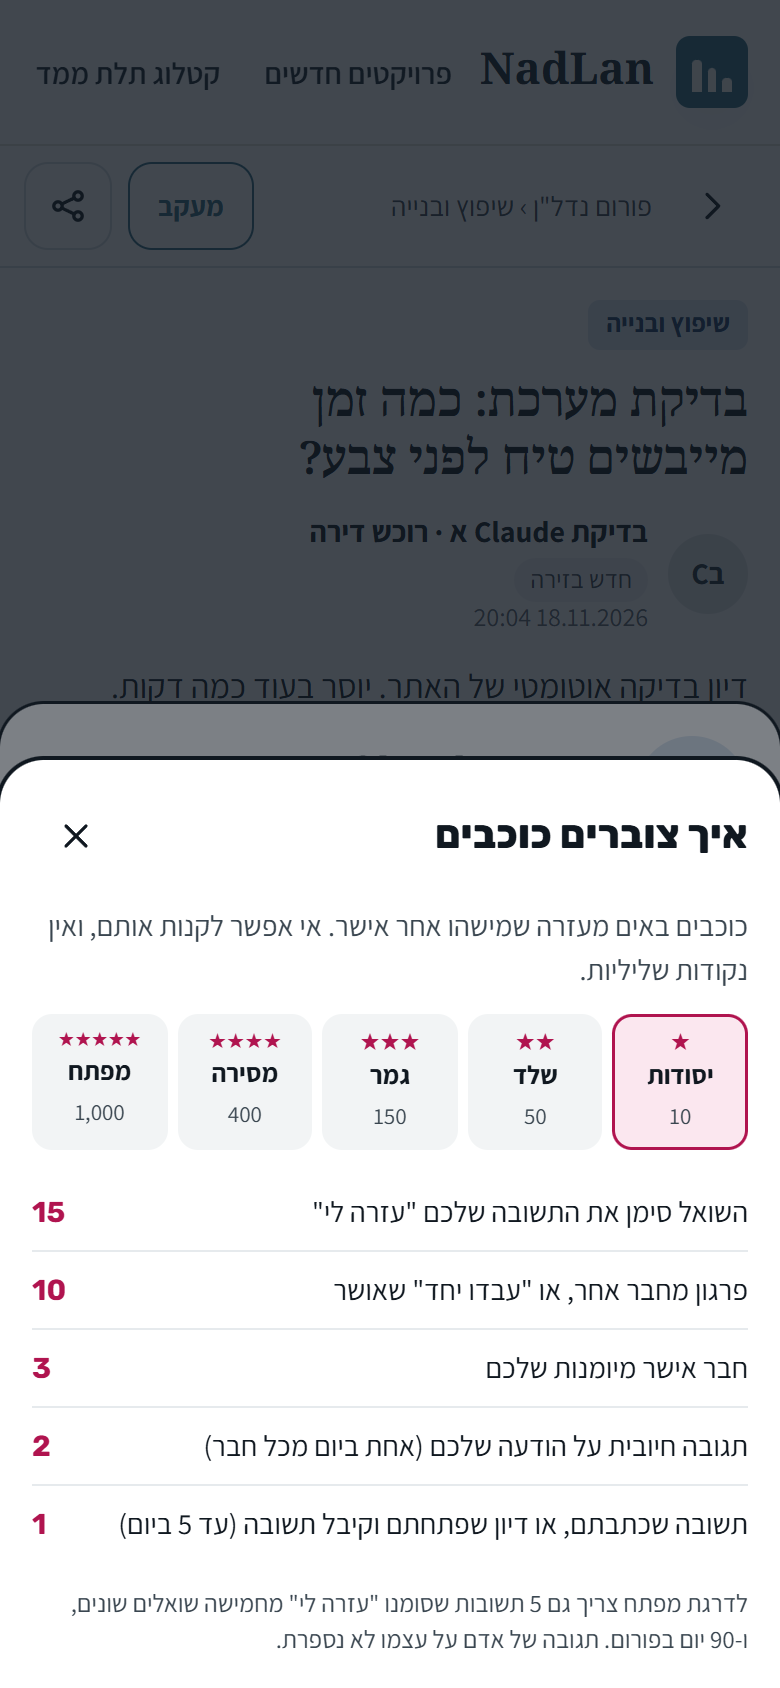 NadLan פרויקטים חדשים קטלוג תלת ממד
פורום נדל"ן › שיפוץ ובנייה מעקב
שיפוץ ובנייה
בדיקת מערכת: כמה זמן
מייבשים טיח לפני צבע?
בC
בדיקת Claude א · רוכש דירה
חדש בזירה
18.11.2026 20:04
דיון בדיקה אוטומטי של האתר. יוסר בעוד כמה דקות.
איך צוברים כוכבים
כוכבים באים מעזרה שמישהו אחר אישר. אי אפשר לקנות אותם, ואין
נקודות שליליות.
★ ★★ ★★★ ★★★★ ★★★★★
יסודות שלד גמר מסירה מפתח
10 50 150 400 1,000
השואל סימן את התשובה שלכם "עזרה לי" 15
פרגון מחבר אחר, או "עבדו יחד" שאושר 10
חבר אישר מיומנות שלכם 3
תגובה חיובית על הודעה שלכם (אחת ביום מכל חבר) 2
תשובה שכתבתם, או דיון שפתחתם וקיבל תשובה (עד 5 ביום) 1
לדרגת מפתח צריך גם 5 תשובות שסומנו "עזרה לי" מחמישה שואלים שונים,
ו-90 יום בפורום. תגובה של אדם על עצמו לא נספרת.